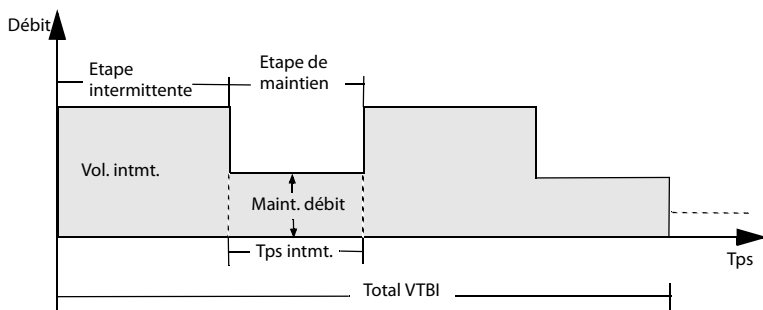 Débit
Etape
intermittente
Etape de
maintien
Vol. intmt.
Maint. débit
Tps intmt.
Tps
Total VTBI